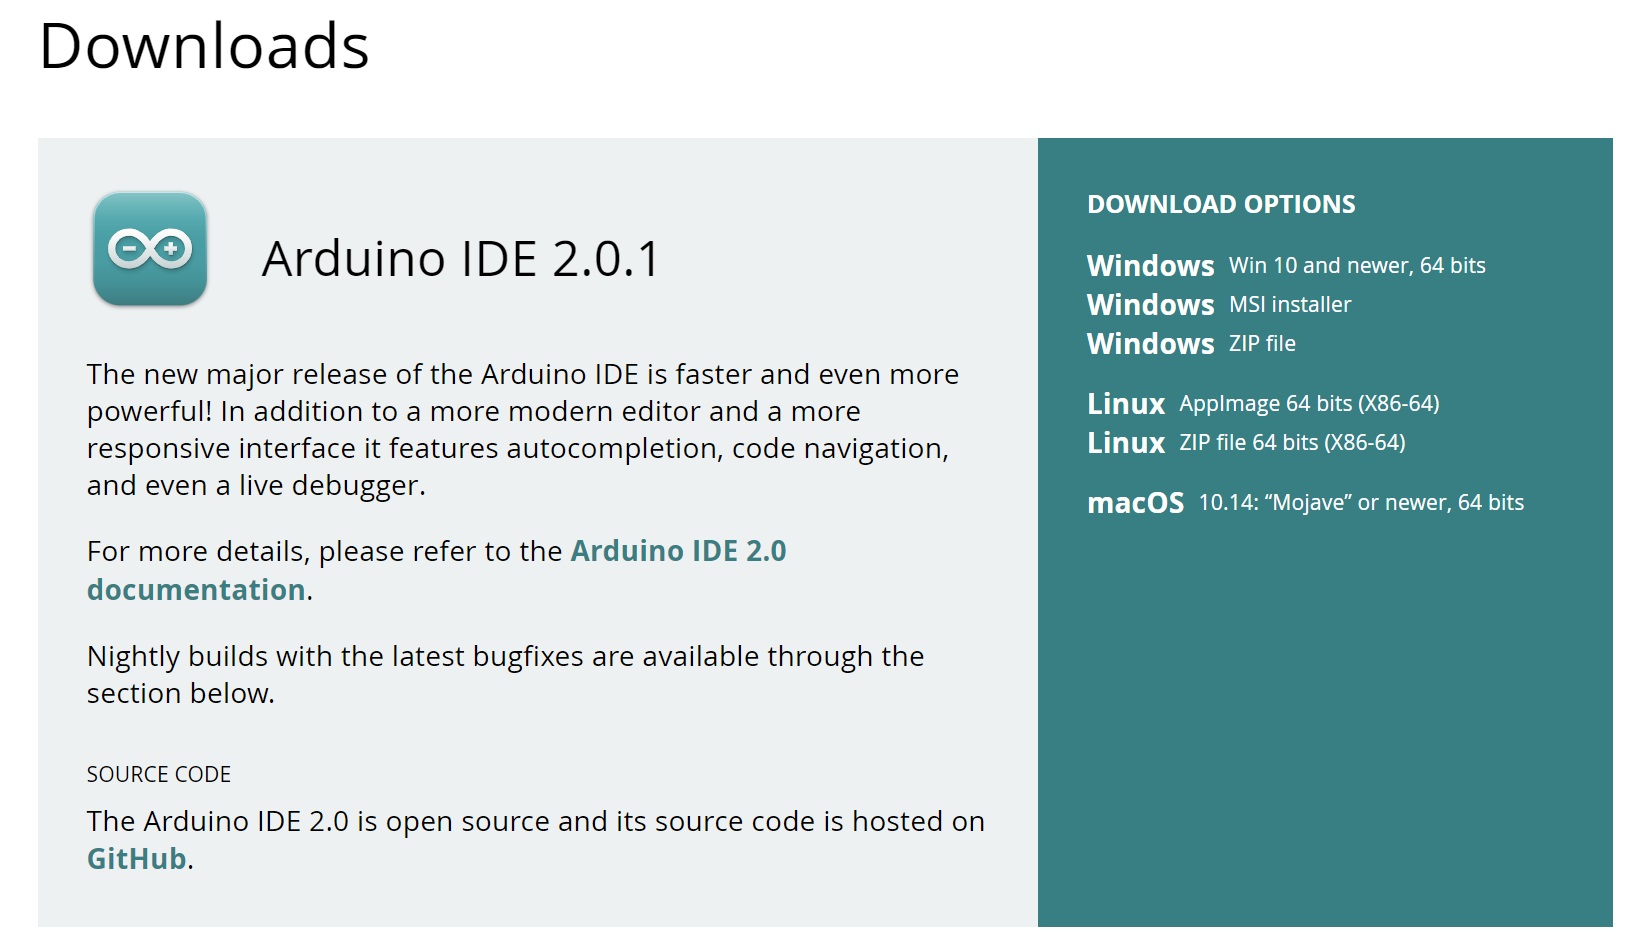 Downloads
Arduino IDE 2.0.1
The new major release of the Arduino IDE is faster and even more
powerful! In addition to a more modern editor and a more
responsive interface it features autocompletion, code navigation,
and even a live debugger.
For more details, please refer to the Arduino IDE 2.0
documentation.
Nightly builds with the latest bugfixes are available through the
section below.
SOURCE CODE
The Arduino IDE 2.0 is open source and its source code is hosted on
GitHub.
DOWNLOAD OPTIONS
Windows Win 10 and newer, 64 bits
Windows MSI installer
Windows ZIP file
Linux AppImage 64 bits (X86-64)
Linux ZIP file 64 bits (X86-64)
macOS 10.14: “Mojave” or newer, 64 bits